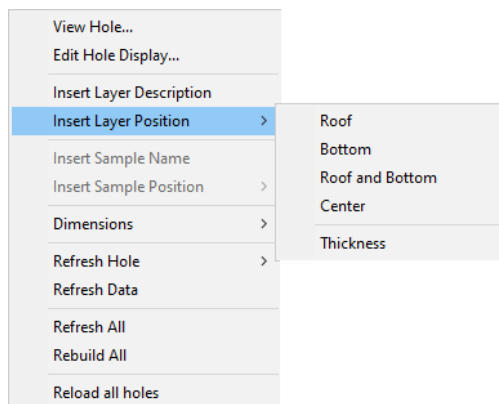 View Hole...
Edit Hole Display...
Insert Layer Description
Insert Layer Position
Roof
Bottom
Roof and Bottom
Center
Thickness
Insert Sample Name
Insert Sample Position
Dimensions
Refresh Hole
Refresh Data
Refresh All
Rebuild All
Reload all holes